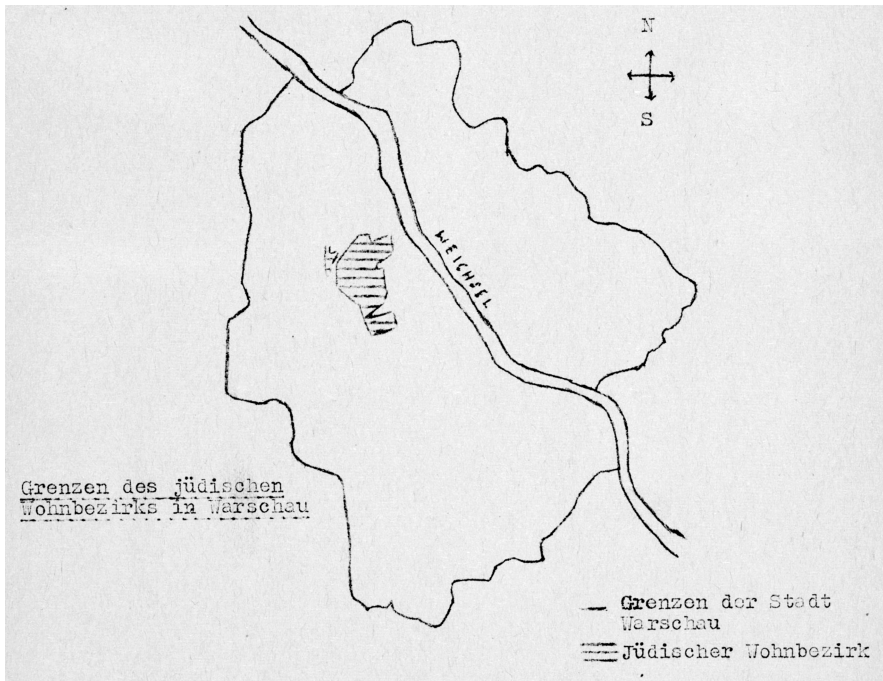 N
S
WEICHSEL
Grenzen des jüdischen
Wohnbezirks in Warschau
Grenzen der Stadt
Warschau
Jüdischer Wohnbezirk